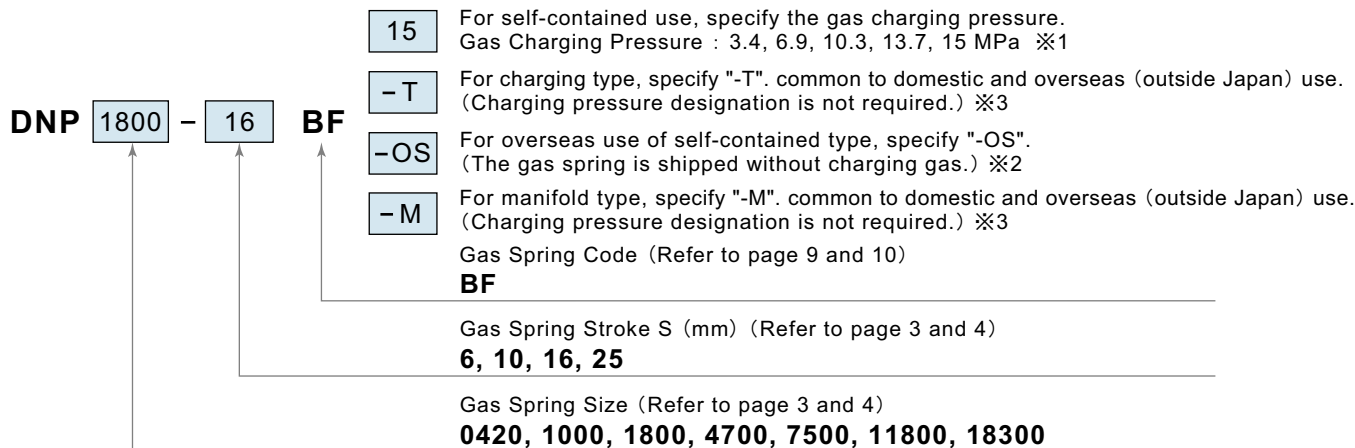 15
For self-contained use, specify the gas charging pressure.
Gas Charging Pressure : 3.4, 6.9, 10.3, 13.7, 15 MPa ※1
-T
For charging type, specify "-T". common to domestic and overseas (outside Japan) use.
(Charging pressure designation is not required.) ※3
DNP 1800 - 16 BF
-OS
For overseas use of self-contained type, specify "-OS".
(The gas spring is shipped without charging gas.) ※2
-M
For manifold type, specify "-M". common to domestic and overseas (outside Japan) use.
(Charging pressure designation is not required.) ※3
Gas Spring Code (Refer to page 9 and 10)
BF
Gas Spring Stroke S (mm) (Refer to page 3 and 4)
6, 10, 16, 25
Gas Spring Size (Refer to page 3 and 4)
0420, 1000, 1800, 4700, 7500, 11800, 18300